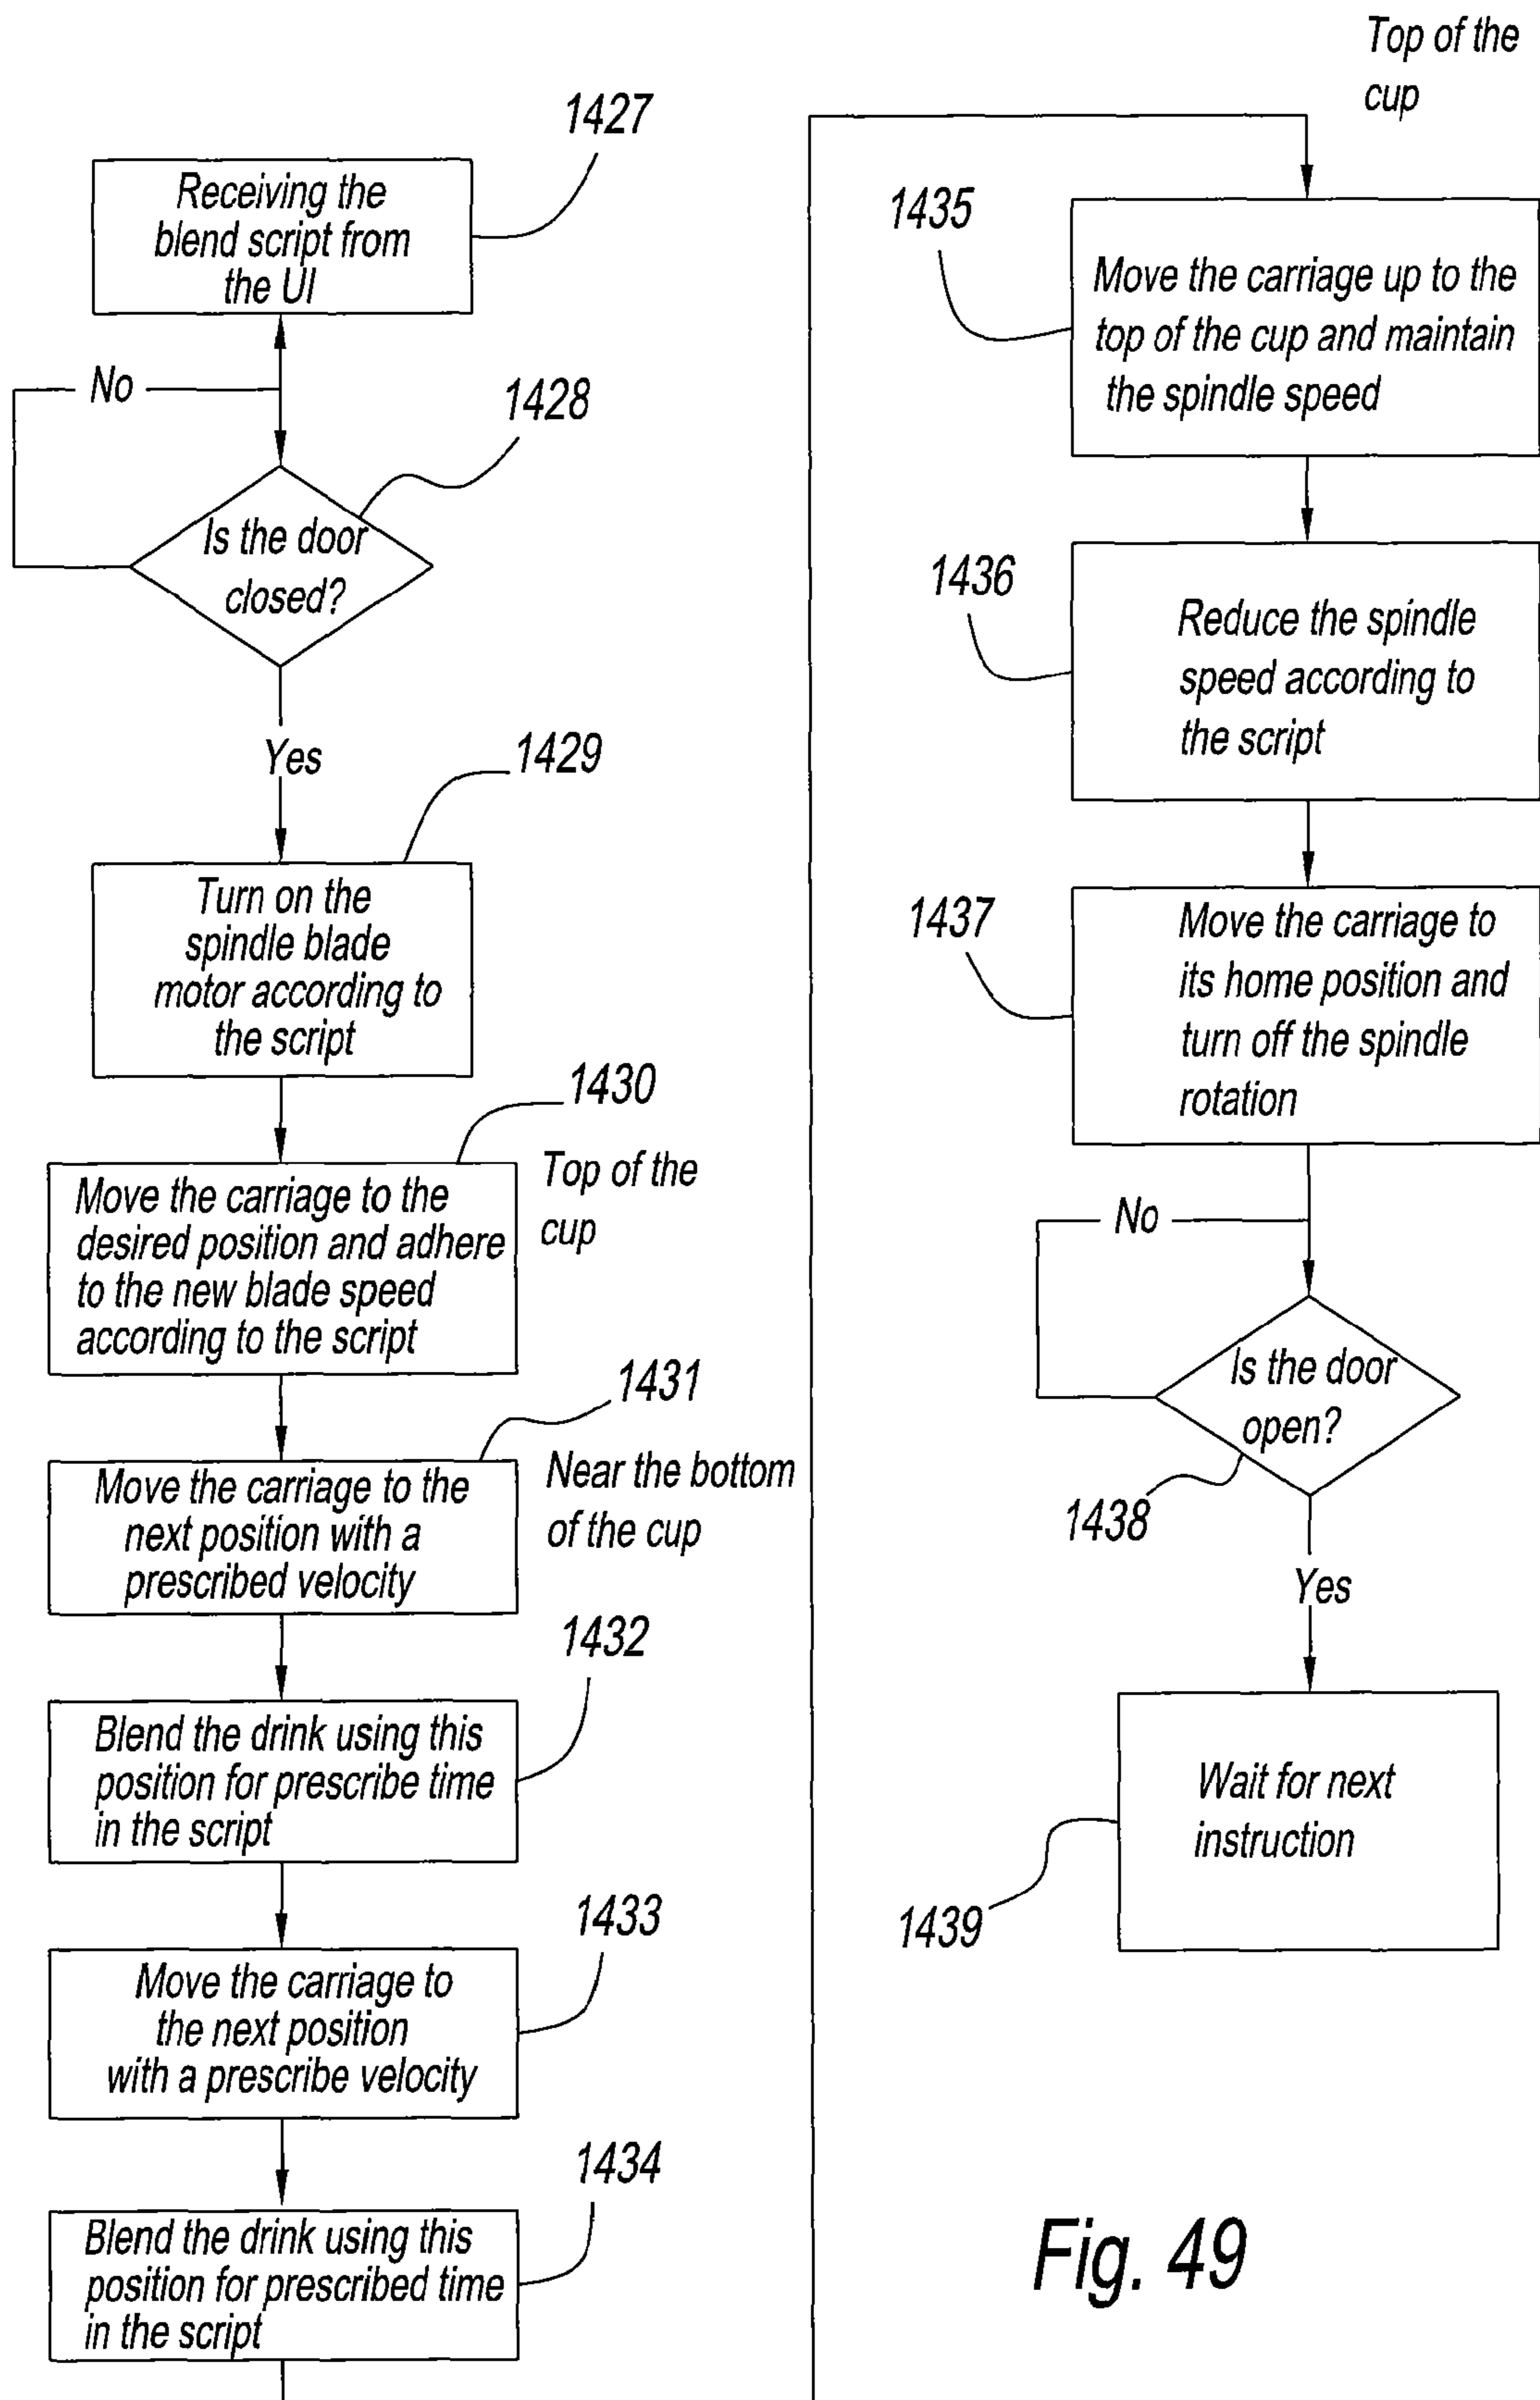 1427
Receiving the
blend script from
the UI
No
1428
Is the door
closed?
Yes
1429
Turn on the
spindle blade
motor according to
the script
1430
Move the carriage to the
desired position and adhere
to the new blade speed
according to the script
Top of the
cup
1431
Move the carriage to the
next position with a
prescribed velocity
Near the bottom
of the cup
1432
Blend the drink using this
position for prescribe time
in the script
1433
Move the carriage to
the next position
with a prescribe velocity
1434
Blend the drink using this
position for prescribed time
in the script
Top of the
cup
1435
Move the carriage up to the
top of the cup and maintain
the spindle speed
1436
Reduce the spindle
speed according to
the script
1437
Move the carriage to
its home position and
turn off the spindle
rotation
No
Is the door
open?
1438
Yes
Wait for next
instruction
1439
Fig. 49